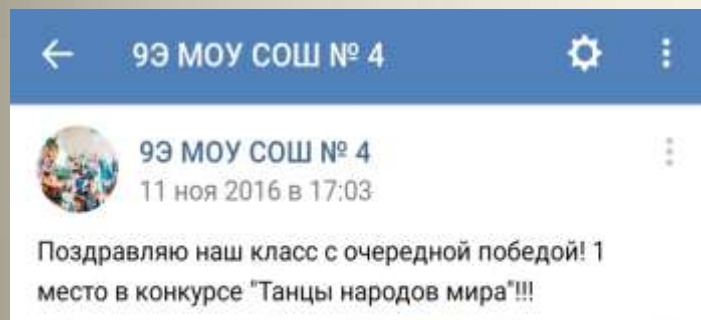 9Э МОУ СОШ № 4
9Э МОУ СОШ № 4
11 ноя 2016 в 17:03
Поздравляю наш класс с очередной победой! 1
место в конкурсе "Танцы народов мира"!!!